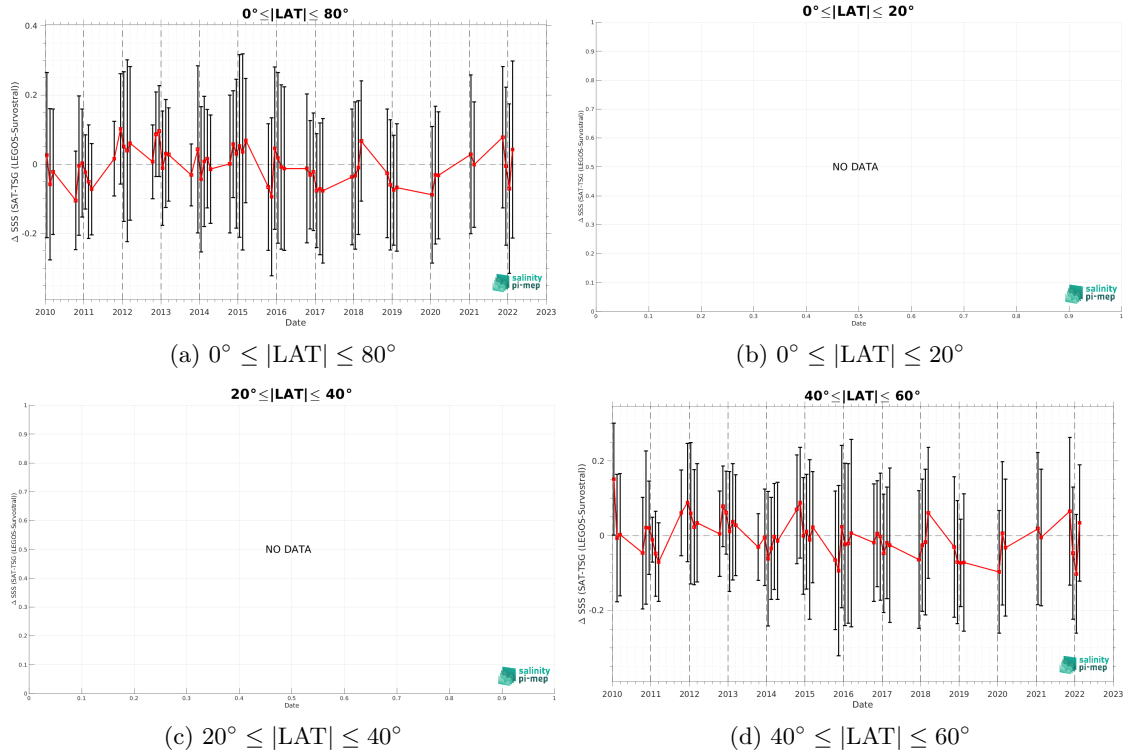 0°≤|LAT|≤ 80°
Δ SSS (SAT-TSG (LEGOS-Survostral))
0.4
0.2
0
-0.2
2010 2011 2012 2013 2014 2015 2016 2017 2018 2019 2020 2021 2022 2023
Date
salinity
pi-mep
(a) 0° ≤ |LAT| ≤ 80°
0°≤|LAT|≤ 20°
Δ SSS (SAT-TSG (LEGOS-Survostral))
1
0.9
0.8
0.7
0.6
0.5
0.4
0.3
0.2
0.1
0
NO DATA
0 0.1 0.2 0.3 0.4 0.5 0.6 0.7 0.8 0.9 1
Date
salinity
pi-mep
(b) 0° ≤ |LAT| ≤ 20°
20°≤|LAT|≤ 40°
Δ SSS (SAT-TSG (LEGOS-Survostral))
1
0.9
0.8
0.7
0.6
0.5
0.4
0.3
0.2
0.1
0
NO DATA
0 0.1 0.2 0.3 0.4 0.5 0.6 0.7 0.8 0.9 1
Date
salinity
pi-mep
(c) 20° ≤ |LAT| ≤ 40°
40°≤|LAT|≤ 60°
Δ SSS (SAT-TSG (LEGOS-Survostral))
0.2
0
-0.2
2010 2011 2012 2013 2014 2015 2016 2017 2018 2019 2020 2021 2022 2023
Date
salinity
pi-mep
(d) 40° ≤ |LAT| ≤ 60°